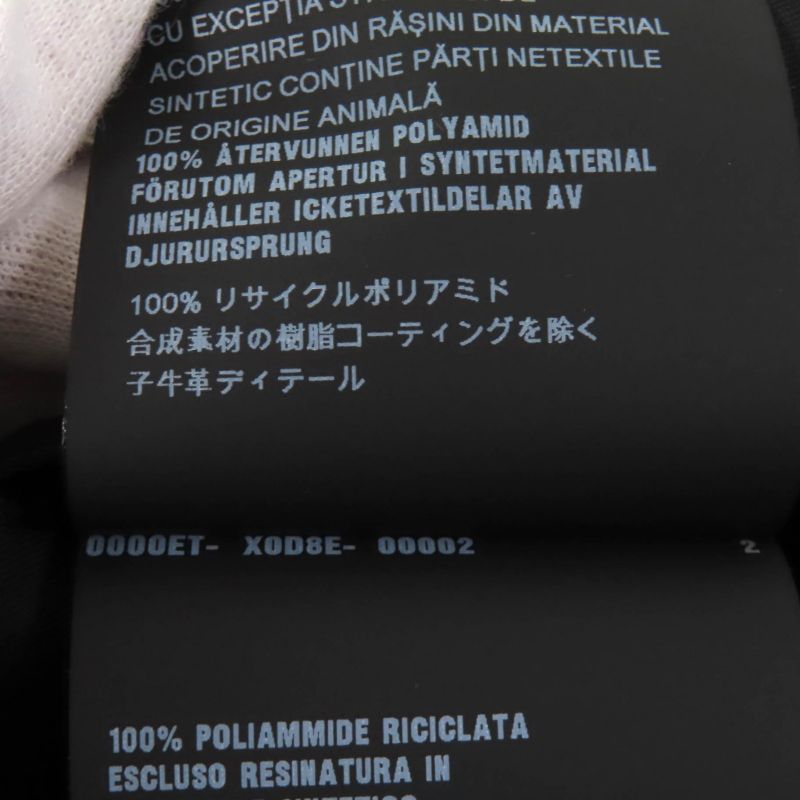 CU EXCEPȚIA
ACOPERIRE DIN RĂȘINI DIN MATERIAL
SINTETIC CONȚINE PĂRȚI NETEXTILE
DE ORIGINE ANIMALĂ
100% ÅTERVUNNEN POLYAMID
FÖRUTOM APERTUR I SYNTETMATERIAL
INNEHÅLLER ICKETEXTILDELAR AV
DJURURSPRUNG
100% リサイクルポリアミド
合成素材の樹脂コーティングを除く
子牛革ディテール
0000ET- X0D8E- 00002 2
100% POLIAMMIDE RICICLATA
ESCLUSO RESINATURA IN